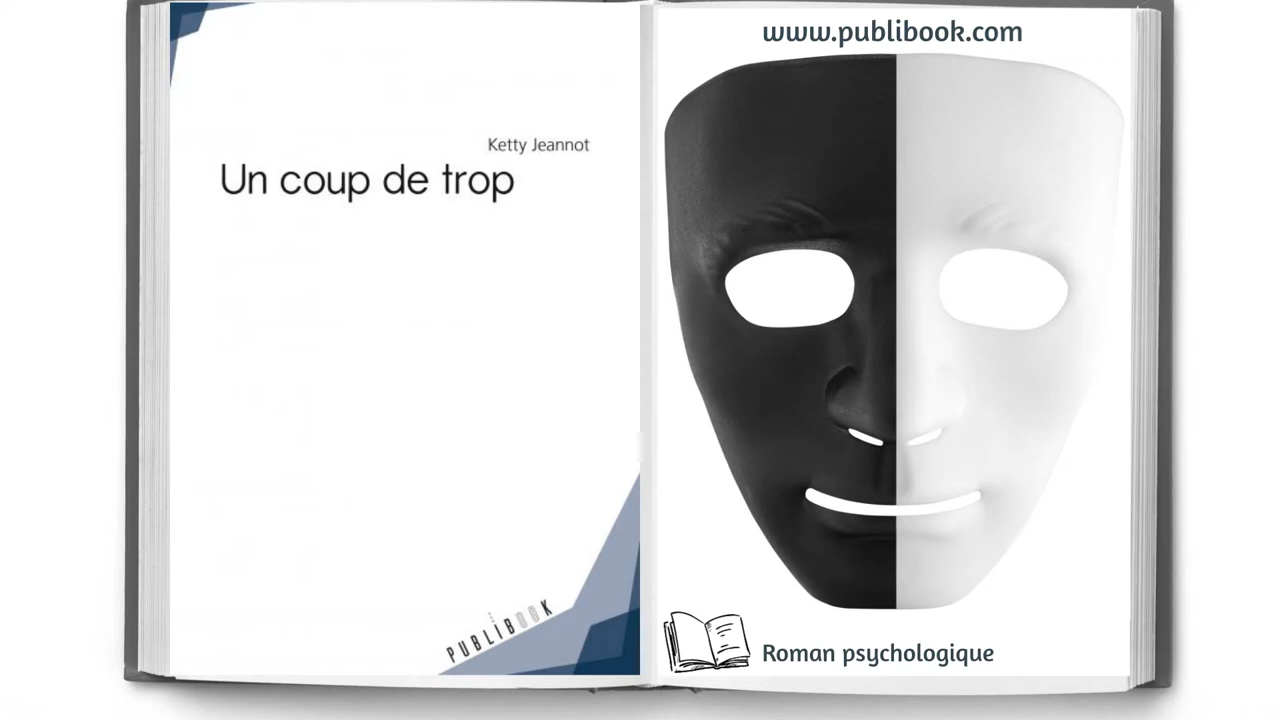 Ketty Jeannot
Un coup de trop
PUBLIBOOK
www.publibook.com
Roman psychologique